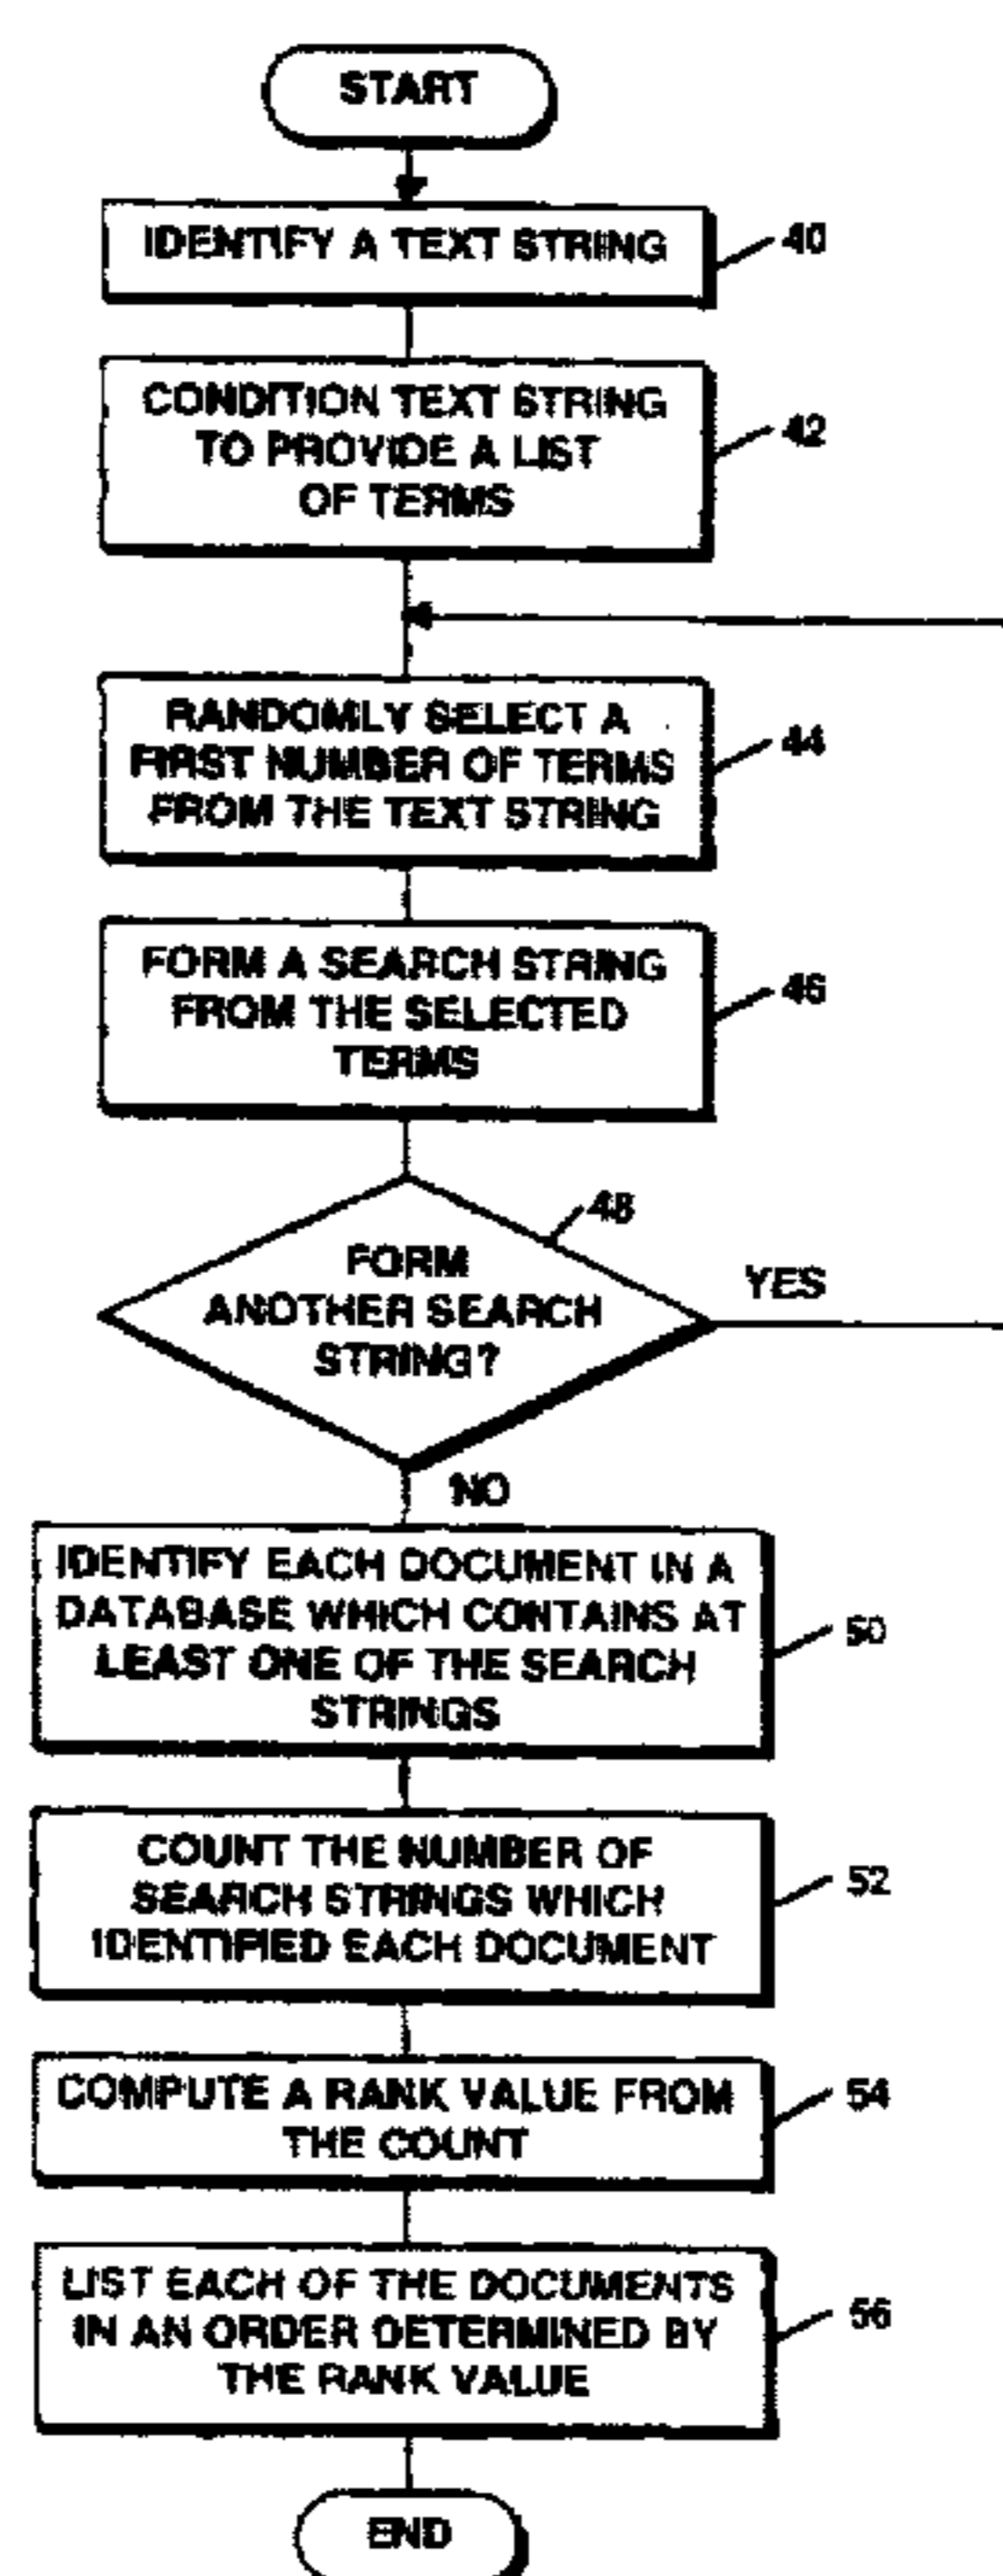 START
IDENTIFY A TEXT STRING
40
CONDITION TEXT STRING
TO PROVIDE A LIST
OF TERMS
42
RANDOMLY SELECT A
FIRST NUMBER OF TERMS
FROM THE TEXT STRING
44
FORM A SEARCH STRING
FROM THE SELECTED
TERMS
46
48
FORM
ANOTHER SEARCH
STRING?
YES
NO
IDENTIFY EACH DOCUMENT IN A
DATABASE WHICH CONTAINS AT
LEAST ONE OF THE SEARCH
STRINGS
50
COUNT THE NUMBER OF
SEARCH STRINGS WHICH
IDENTIFIED EACH DOCUMENT
52
COMPUTE A RANK VALUE FROM
THE COUNT
54
LIST EACH OF THE DOCUMENTS
IN AN ORDER DETERMINED BY
THE RANK VALUE
56
END